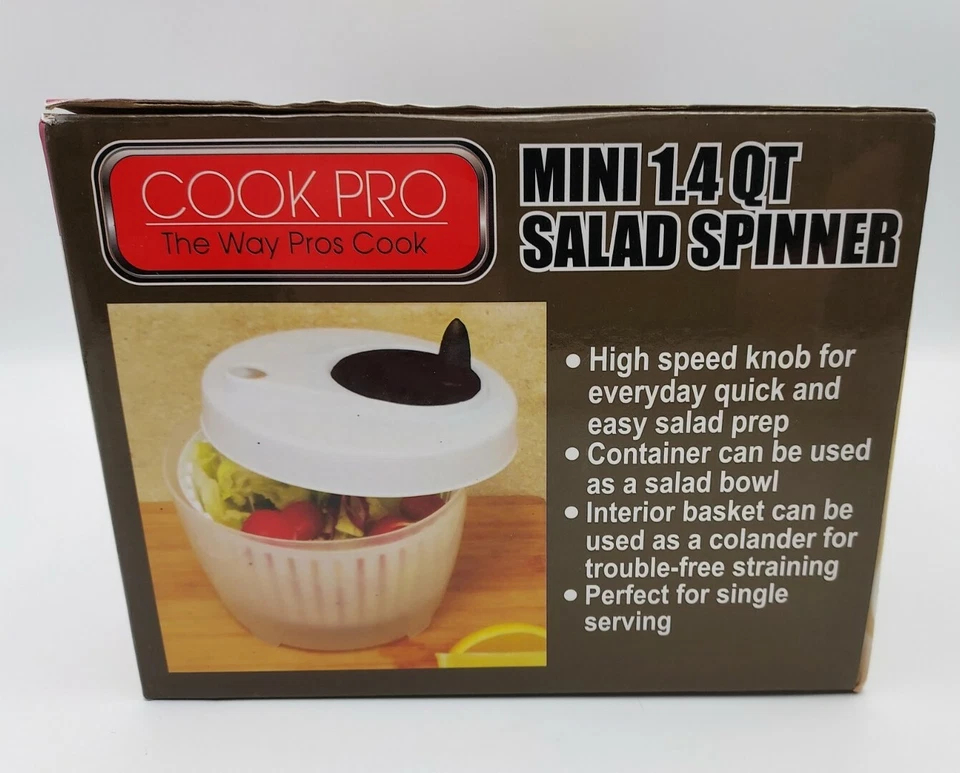 COOK PRO
The Way Pros Cook
MINI 1.4 QT
SALAD SPINNER
• High speed knob for
everyday quick and
easy salad prep
• Container can be used
as a salad bowl
• Interior basket can be
used as a colander for
trouble-free straining
• Perfect for single
serving